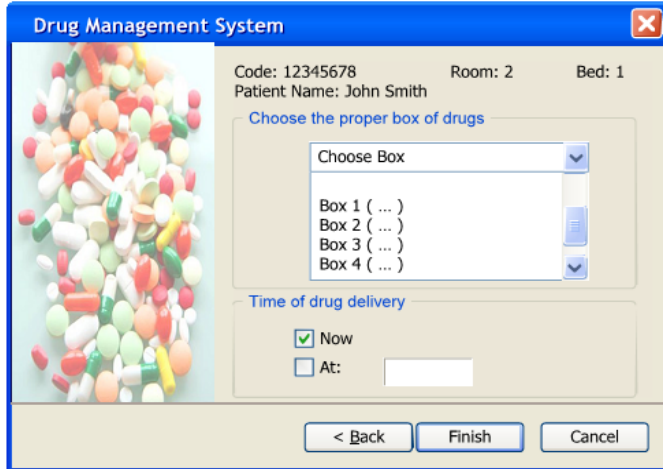 Drug Management System
Code: 12345678 Room: 2 Bed: 1
Patient Name: John Smith
Choose the proper box of drugs
Choose Box
Box 1 ( ... )
Box 2 ( ... )
Box 3 ( ... )
Box 4 ( ... )
Time of drug delivery
Now
At:
< Back Finish Cancel